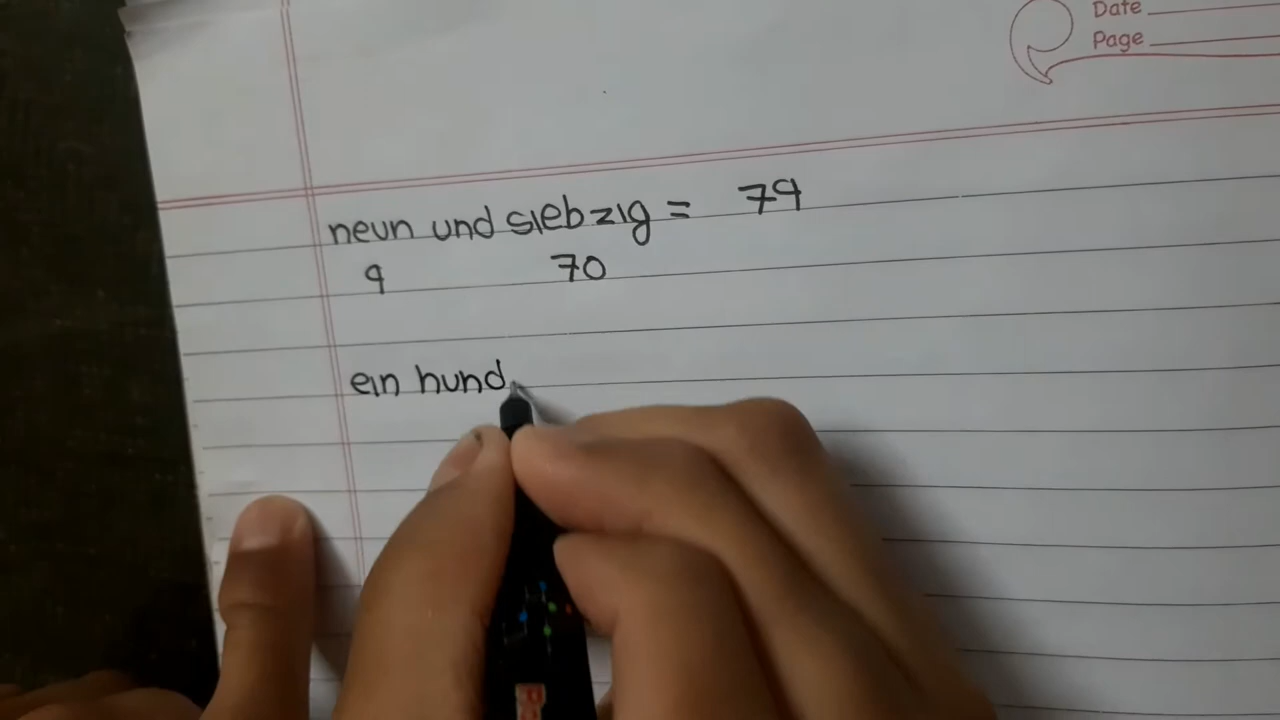 Date
Page
neun und siebzig = 79
9 70
ein hund